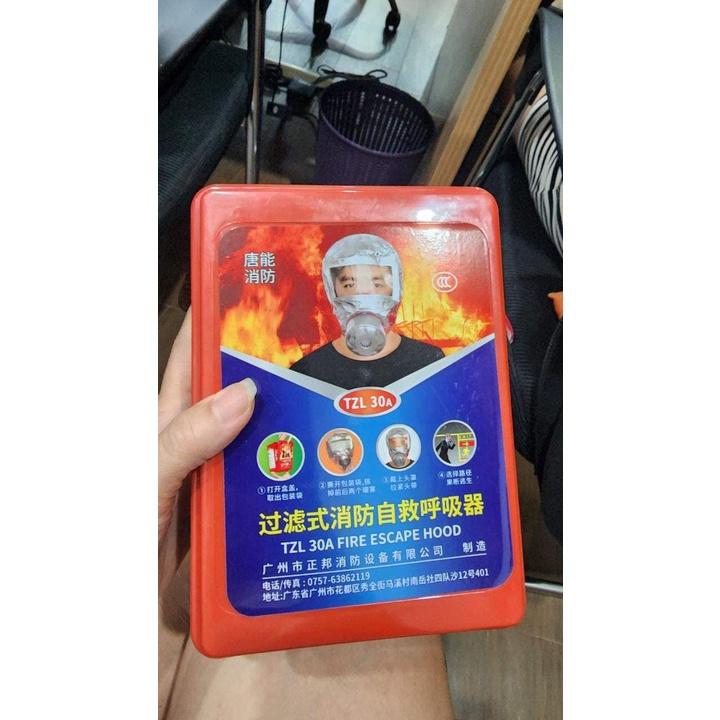 唐能
消防
CCC
TZL 30A
EXIT
①打开盒盖,
取出包装袋
②撕开包装袋,拔
掉前后两个罐塞
③戴上头罩
拉紧头带
④选择路径
果断逃生
过滤式消防自救呼吸器
TZL 30A FIRE ESCAPE HOOD
广州市正邦消防设备有限公司 制造
电话/传真:0757-63862119
地址:广东省广州市花都区秀全街马溪村南岳社四队沙12号401